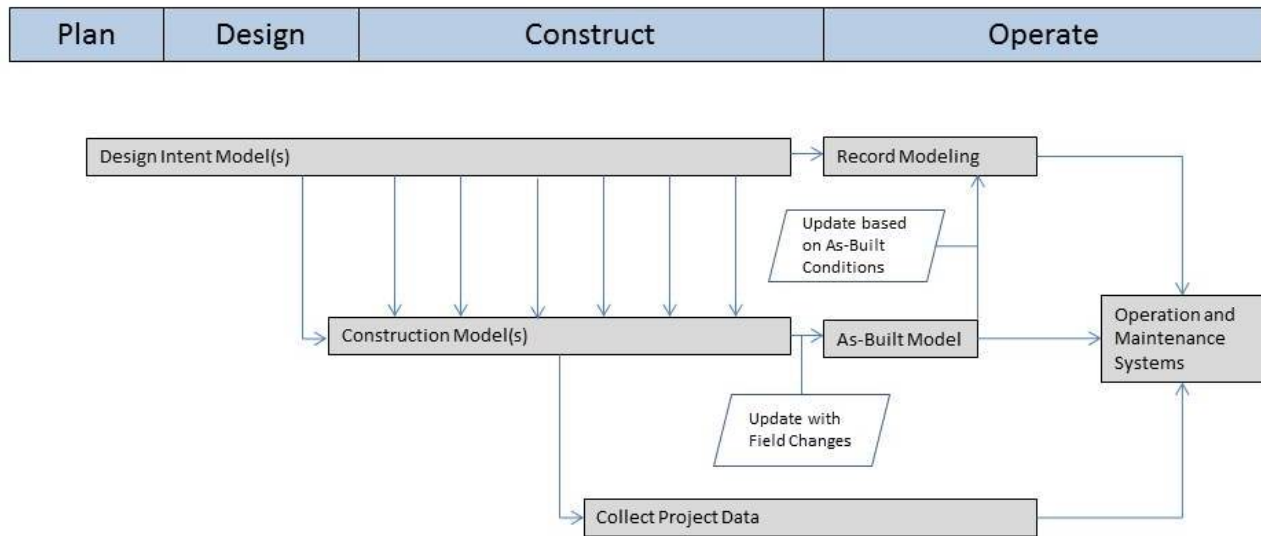 Plan Design Construct Operate
Design Intent Model(s)
Record Modeling
Update based
on As-Built
Conditions
Construction Model(s)
As-Built Model
Operation and
Maintenance
Systems
Update with
Field Changes
Collect Project Data